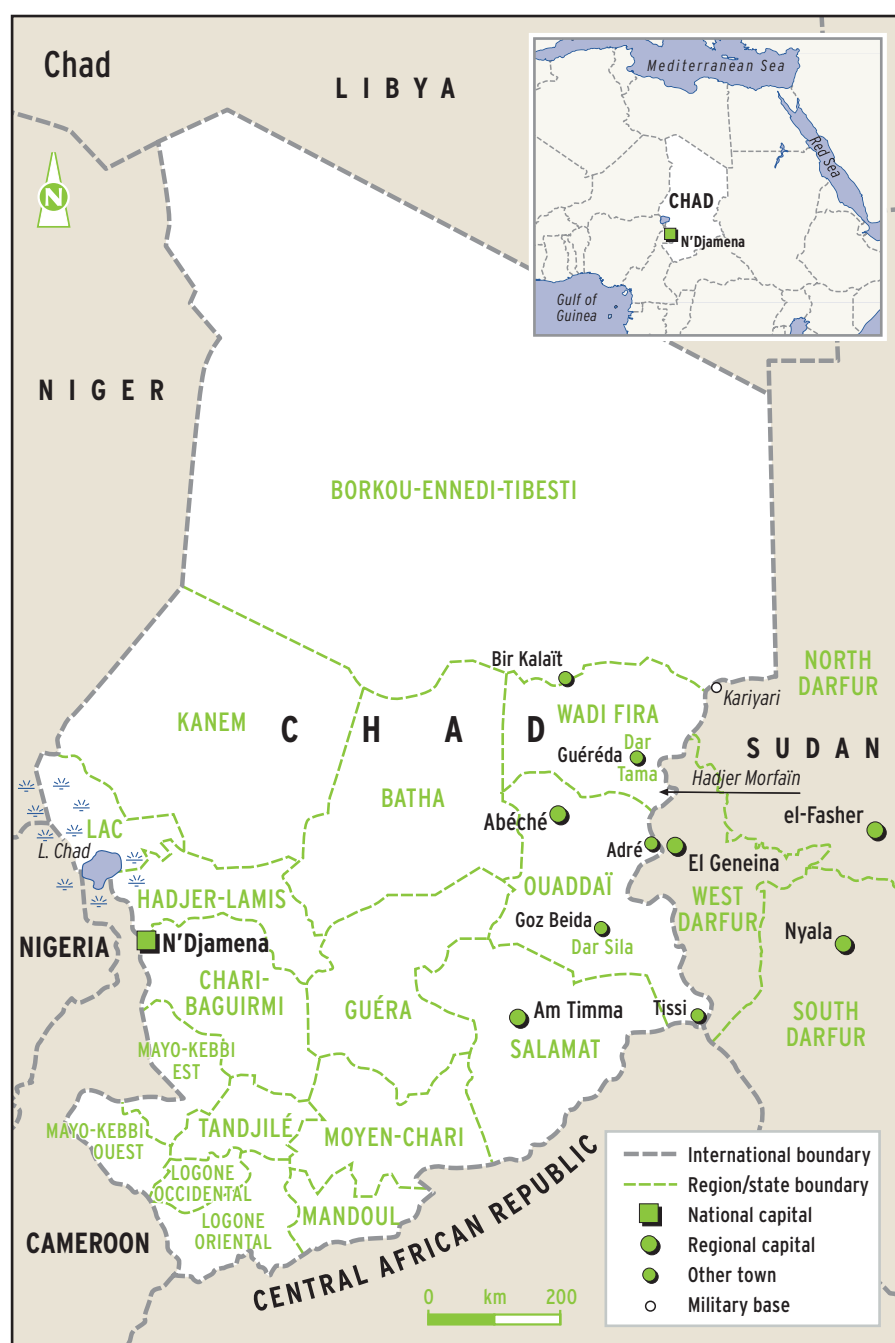 Chad
LIBYA
Mediterranean Sea
Red Sea
CHAD
N'Djamena
Gulf of
Guinea
N
NIGER
BORKOU-ENNEDI-TIBESTI
Bir Kalaït
NORTH
DARFUR
Kariyari
KANEM
WADI FIRA
CHAD
SUDAN
Guéréda
Dar
Tama
Hadjer Morfaïn
BATHA
Abéché
el-Fasher
LAC
L. Chad
Adré
El Geneina
HADJER-LAMIS
OUADDAÏ
WEST
DARFUR
Goz Beida
Dar Sila
NIGERIA
N'Djamena
Nyala
CHARI-
BAGUIRMI
GUÉRA
Am Timma
Tissi
SALAMAT
SOUTH
DARFUR
MAYO-KEBBI
EST
MAYO-KEBBI
OUEST
TANDJILÉ
MOYEN-CHARI
LOGONE
OCCIDENTAL
LOGONE
ORIENTAL
MANDOUL
CAMEROON
CENTRAL AFRICAN REPUBLIC
0 km 200
International boundary
Region/state boundary
National capital
Regional capital
Other town
Military base